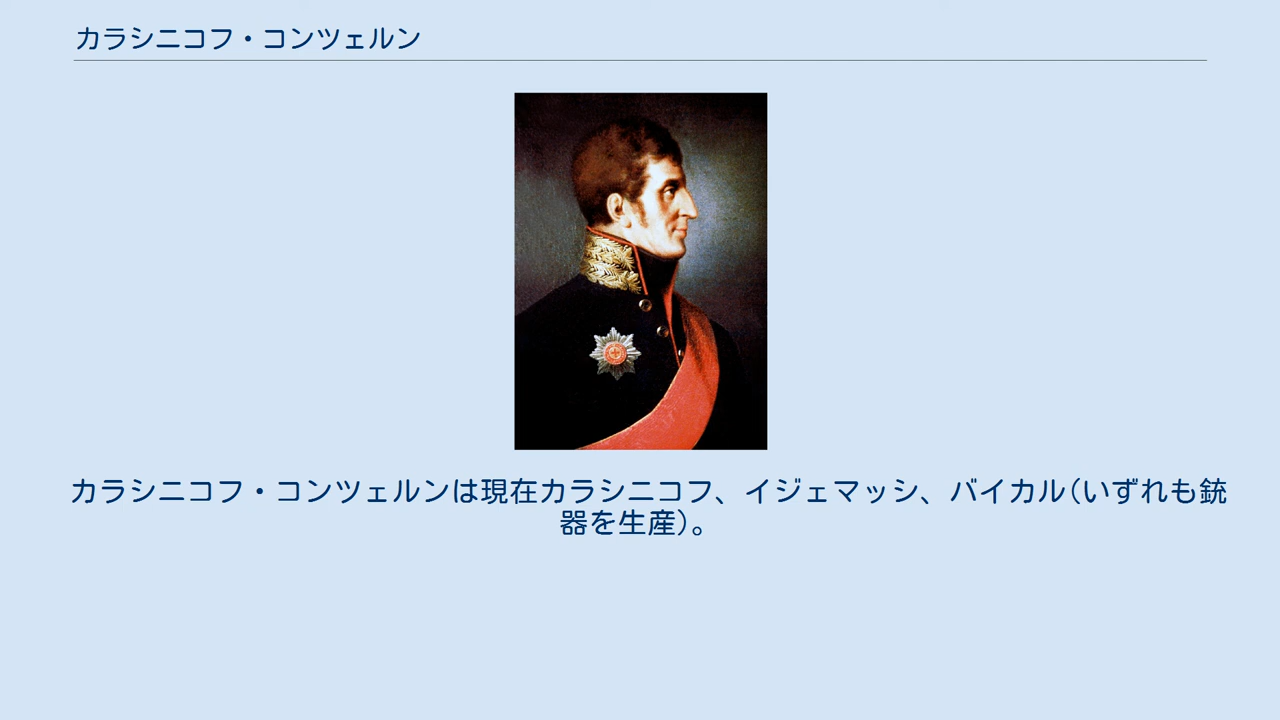 カラシニコフ・コンツェルン
カラシニコフ・コンツェルンは現在カラシニコフ、イジェマッシ、バイカル(いずれも銃
器を生産)。